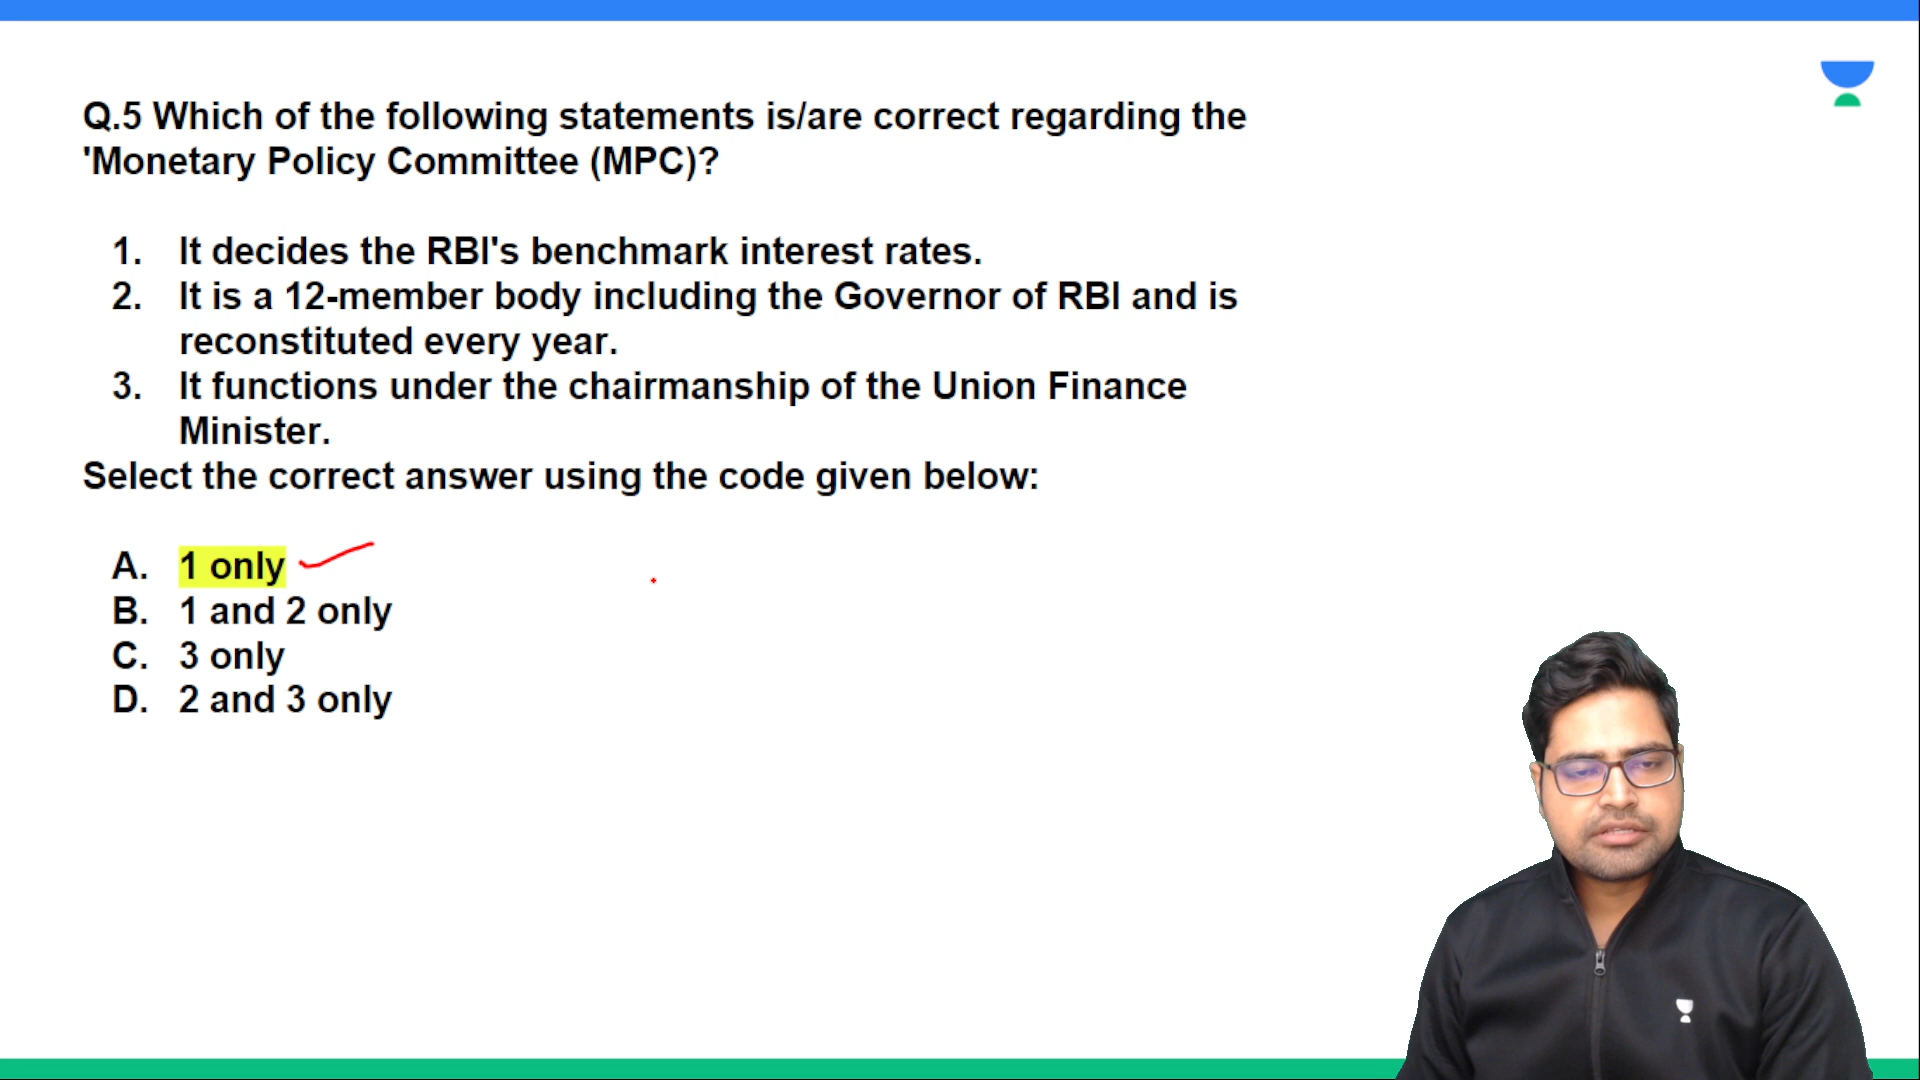 Q.5 Which of the following statements is/are correct regarding the
'Monetary Policy Committee (MPC)?
1. It decides the RBI's benchmark interest rates.
2. It is a 12-member body including the Governor of RBI and is
reconstituted every year.
3. It functions under the chairmanship of the Union Finance
Minister.
Select the correct answer using the code given below:
A. 1 only
B. 1 and 2 only
C. 3 only
D. 2 and 3 only